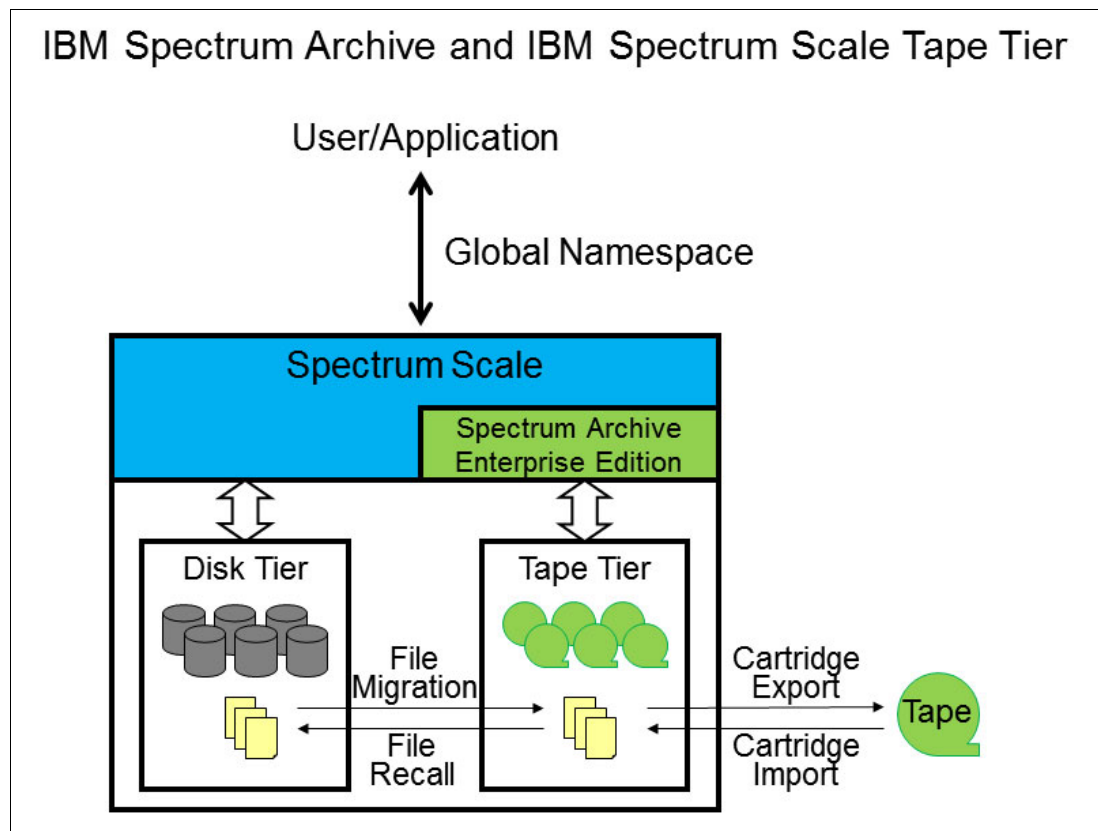 IBM Spectrum Archive and IBM Spectrum Scale Tape Tier
User/Application
Global Namespace
Spectrum Scale
Spectrum Archive
Enterprise Edition
Disk Tier
Tape Tier
File
Migration
File
Recall
Cartridge
Export
Cartridge
Import
Tape